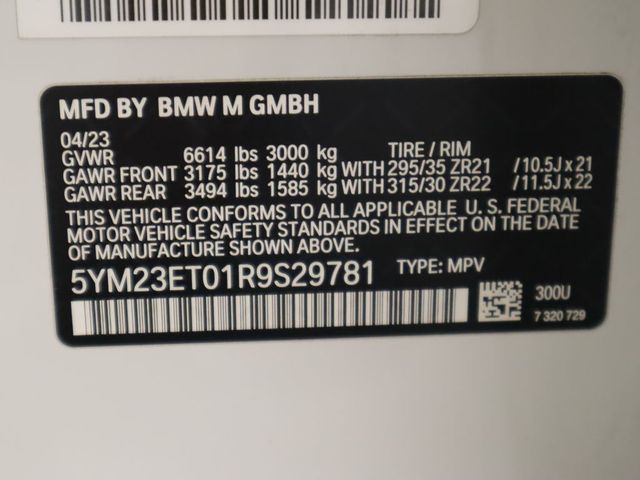 MFD BY BMW M GMBH
04/23
GVWR 6614 lbs 3000 kg TIRE / RIM
GAWR FRONT 3175 lbs 1440 kg WITH 295/35 ZR21 /10.5J x 21
GAWR REAR 3494 lbs 1585 kg WITH 315/30 ZR22 /11.5J x 22
THIS VEHICLE CONFORMS TO ALL APPLICABLE U. S. FEDERAL
MOTOR VEHICLE SAFETY STANDARDS IN EFFECT ON THE DATE
OF MANUFACTURE SHOWN ABOVE.
5YM23ET01R9S29781 TYPE: MPV
300U
7 320 729